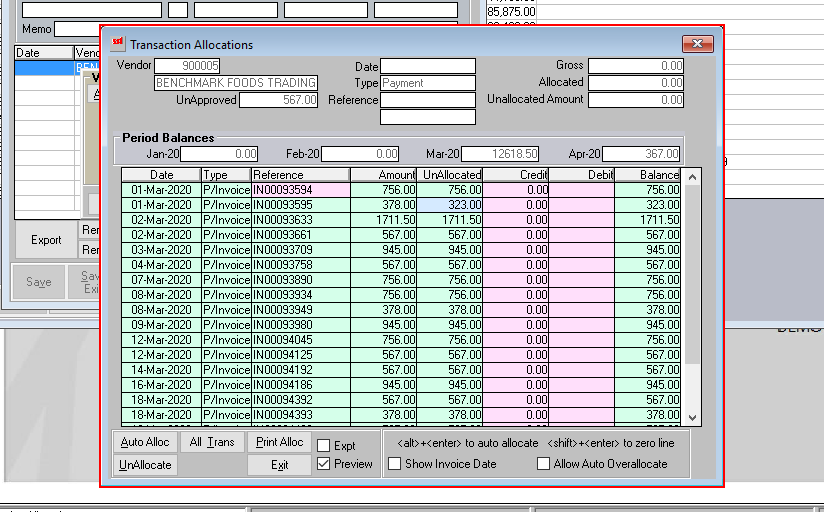 85,875.00
Memo
Date Vend
Transaction Allocations
Vendor 900005 Date Gross 0.00
BENCHMARK FOODS TRADING Type Payment Allocated 0.00
UnApproved 567.00 Reference Unallocated Amount 0.00
Period Balances
Jan-20 0.00 Feb-20 0.00 Mar-20 12618.50 Apr-20 367.00
Date Type Reference Amount UnAllocated Credit Debit Balance
01-Mar-2020 P/Invoice IN00093594 756.00 756.00 0.00 756.00
01-Mar-2020 P/Invoice IN00093595 378.00 323.00 0.00 323.00
02-Mar-2020 P/Invoice IN00093633 1711.50 1711.50 0.00 1711.50
02-Mar-2020 P/Invoice IN00093661 567.00 567.00 0.00 567.00
03-Mar-2020 P/Invoice IN00093709 945.00 945.00 0.00 945.00
04-Mar-2020 P/Invoice IN00093758 567.00 567.00 0.00 567.00
07-Mar-2020 P/Invoice IN00093890 756.00 756.00 0.00 756.00
08-Mar-2020 P/Invoice IN00093934 756.00 756.00 0.00 756.00
08-Mar-2020 P/Invoice IN00093949 378.00 378.00 0.00 378.00
09-Mar-2020 P/Invoice IN00093980 945.00 945.00 0.00 945.00
12-Mar-2020 P/Invoice IN00094045 756.00 756.00 0.00 756.00
12-Mar-2020 P/Invoice IN00094125 567.00 567.00 0.00 567.00
14-Mar-2020 P/Invoice IN00094192 567.00 567.00 0.00 567.00
16-Mar-2020 P/Invoice IN00094186 945.00 945.00 0.00 945.00
18-Mar-2020 P/Invoice IN00094392 567.00 567.00 0.00 567.00
18-Mar-2020 P/Invoice IN00094393 378.00 378.00 0.00 378.00
Auto Alloc All Trans Print Alloc Expt <alt>+<enter> to auto allocate <shift>+<enter> to zero line
UnAllocate Exit Preview Show Invoice Date Allow Auto Overallocate
Export
Save
DEMO